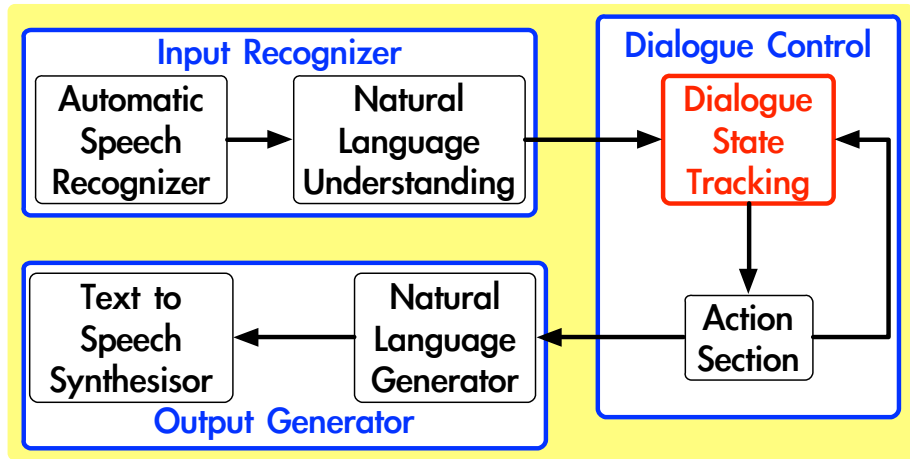 Input Recognizer
Automatic
Speech
Recognizer
Natural
Language
Understanding
Dialogue Control
Dialogue
State
Tracking
Action
Section
Natural
Language
Generator
Text to
Speech
Synthesisor
Output Generator